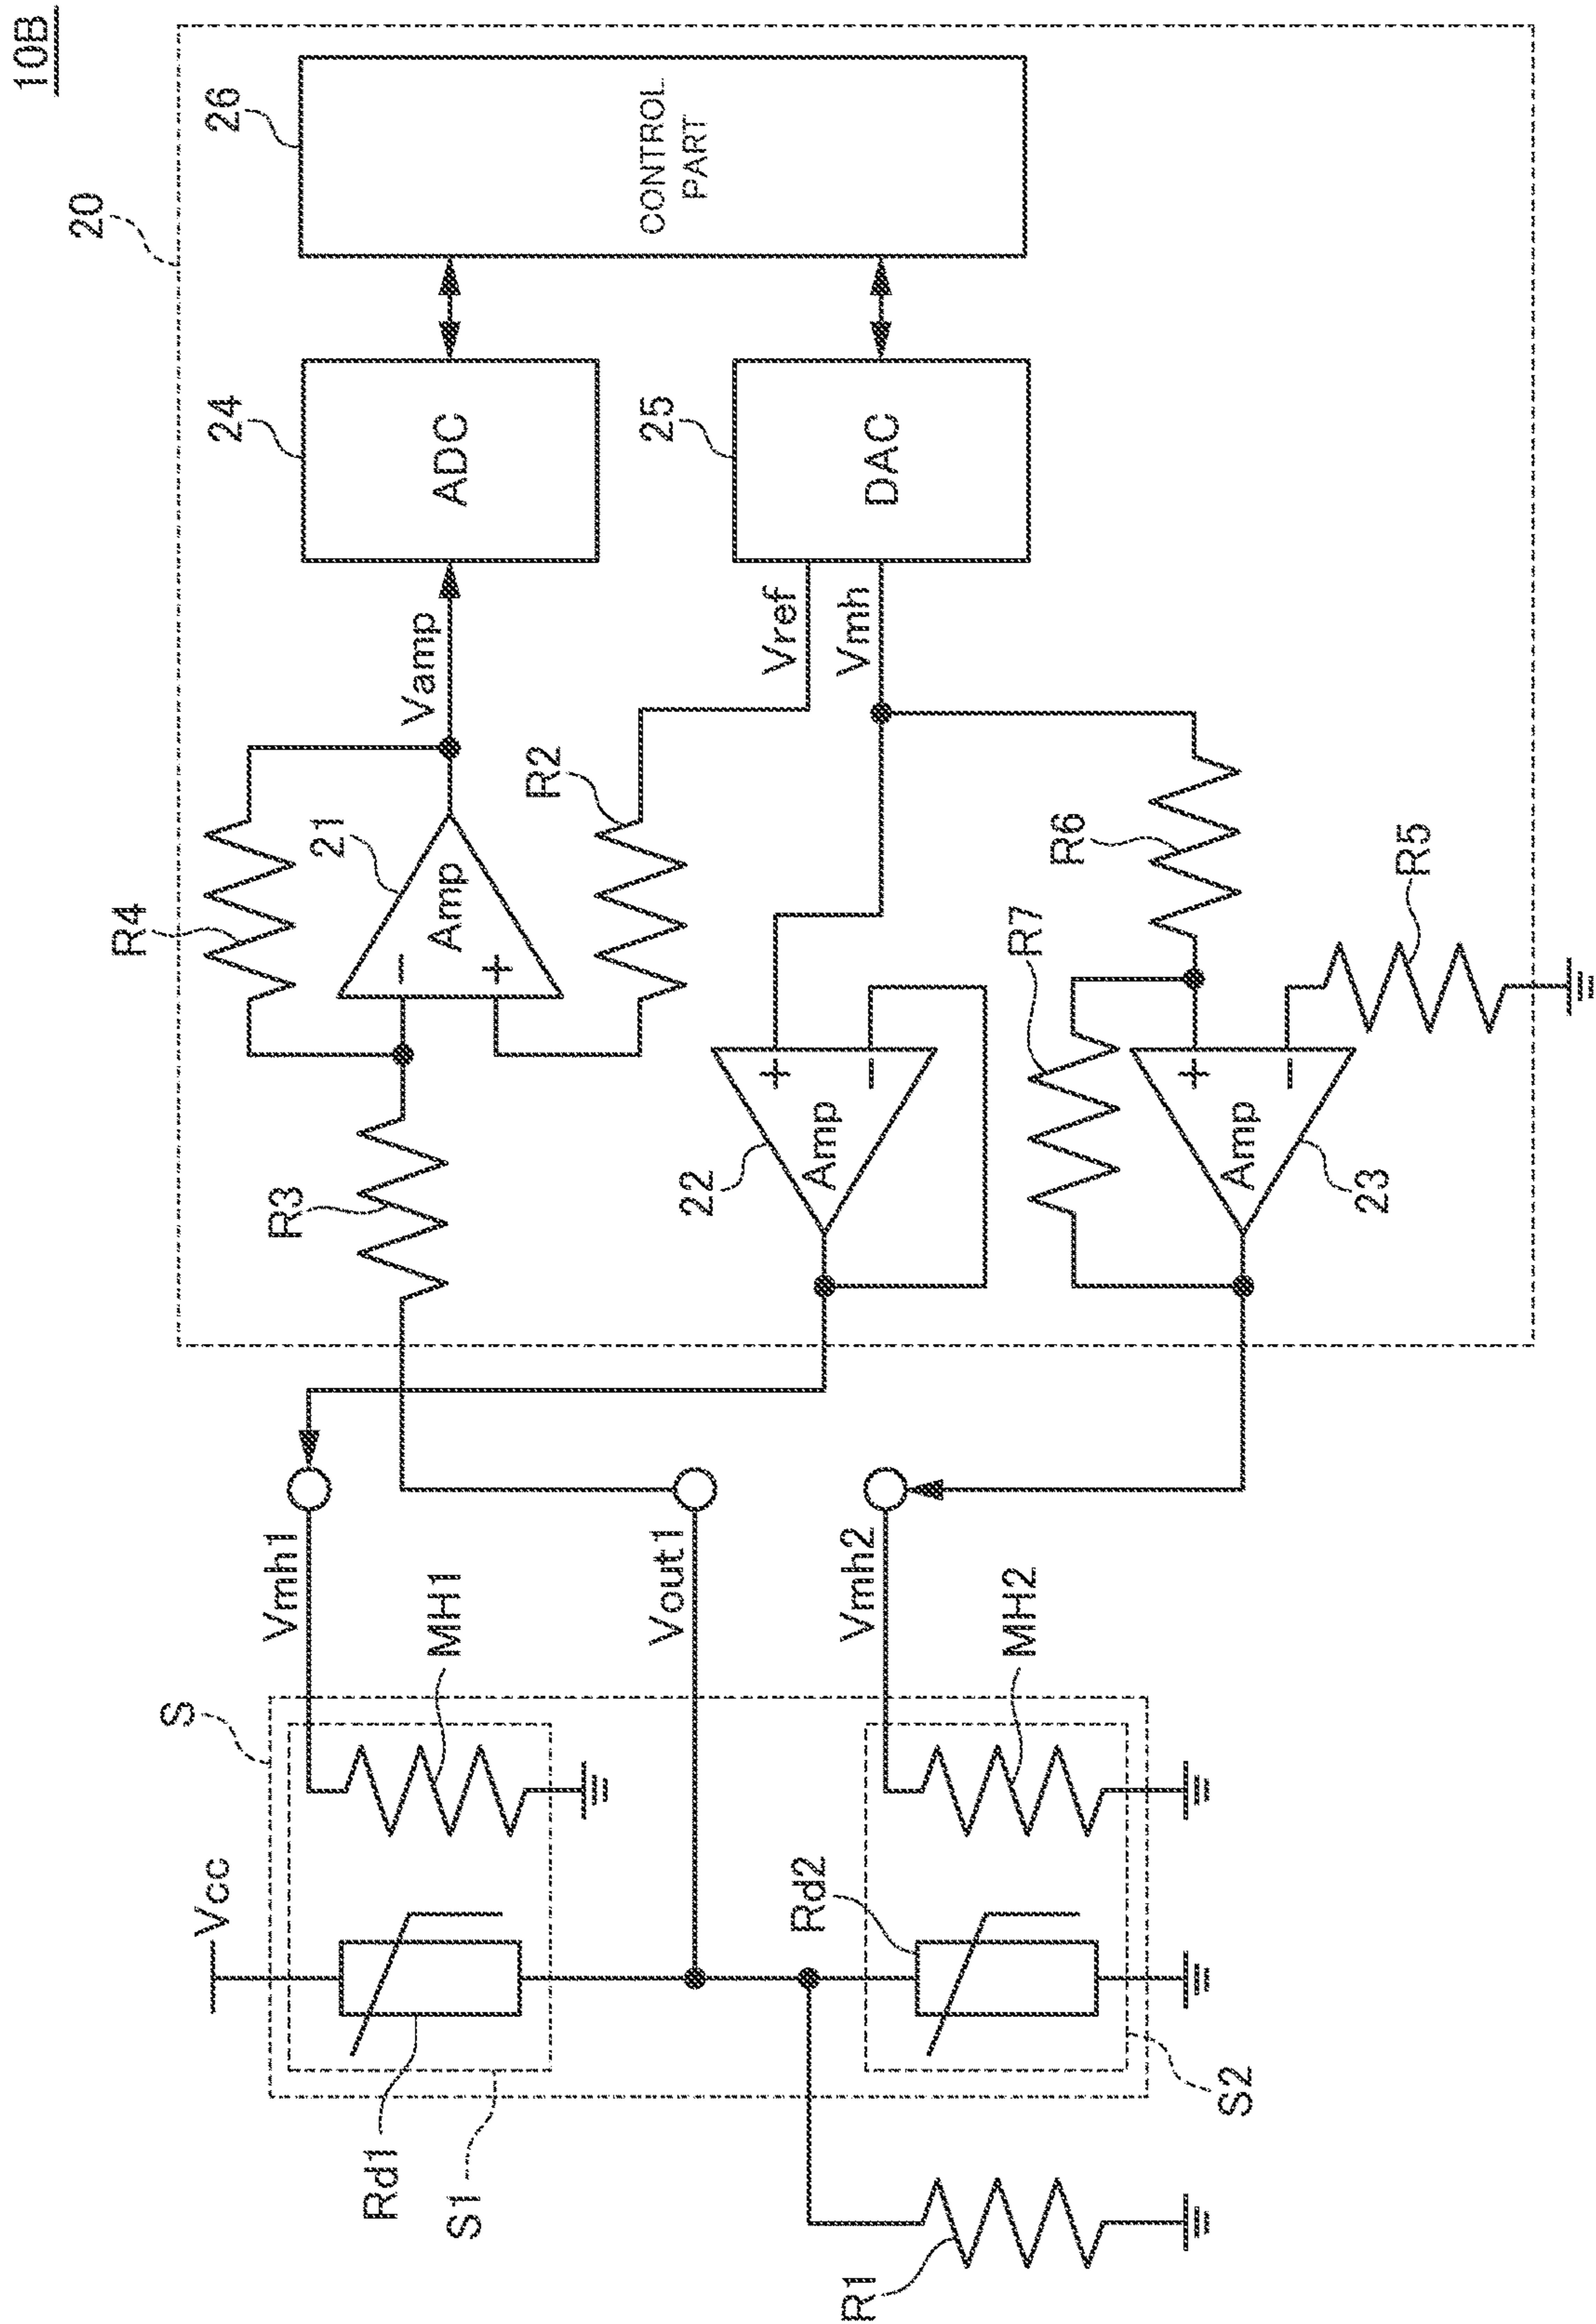 10B
20
S
Vcc
Rd1
S1
MH1
Vmh1
R3
R4
21
Amp
−
+
Vamp
24
ADC
26
CONTROL
PART
Vout1
R2
Vref
Vmh
25
DAC
22
Amp
+
−
R1
Rd2
S2
MH2
Vmh2
R7
R6
23
Amp
+
−
R5